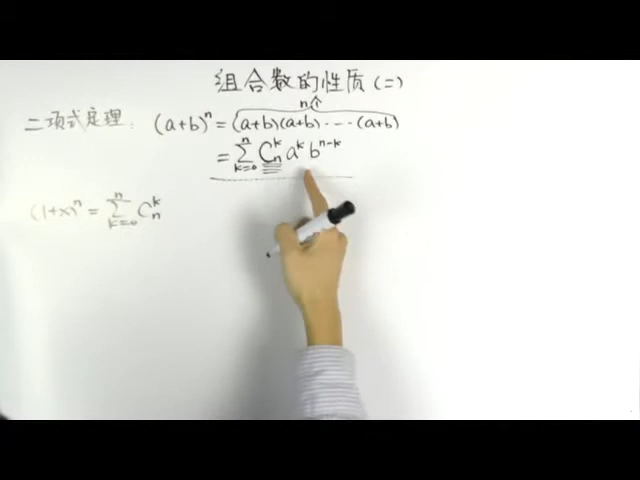 组合数的性质(二)
n个
二项式定理: (a+b)ⁿ = (a+b)(a+b)·-··(a+b)
= ∑ₖ₌₀ⁿ Cₙᵏ aᵏ bⁿ⁻ᵏ
(1+x)ⁿ = ∑ₖ₌₀ⁿ Cₙᵏ